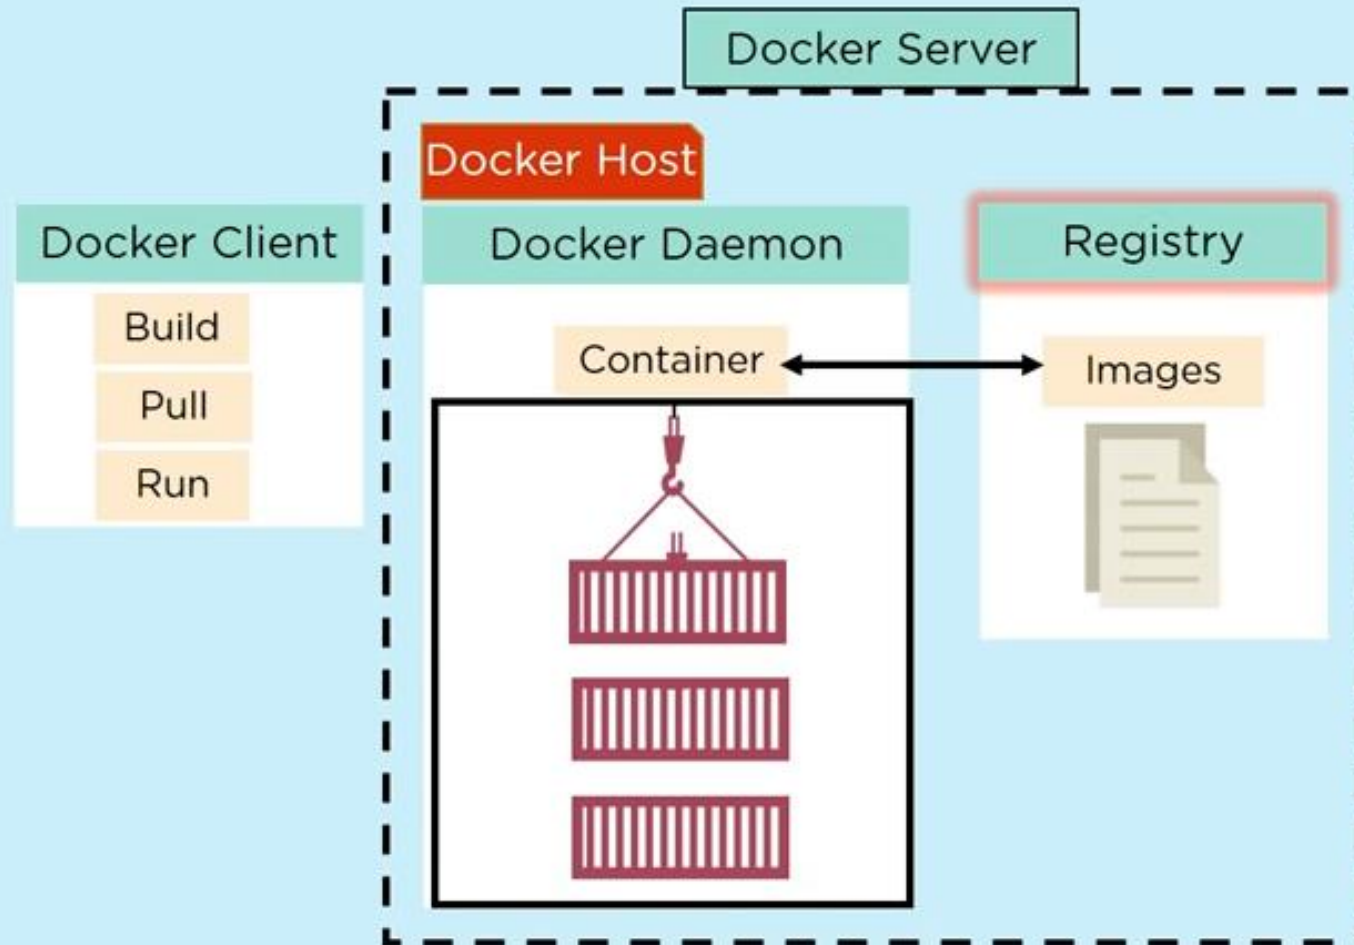 Docker Server
Docker Host
Docker Client
Build
Pull
Run
Docker Daemon
Container
Registry
Images